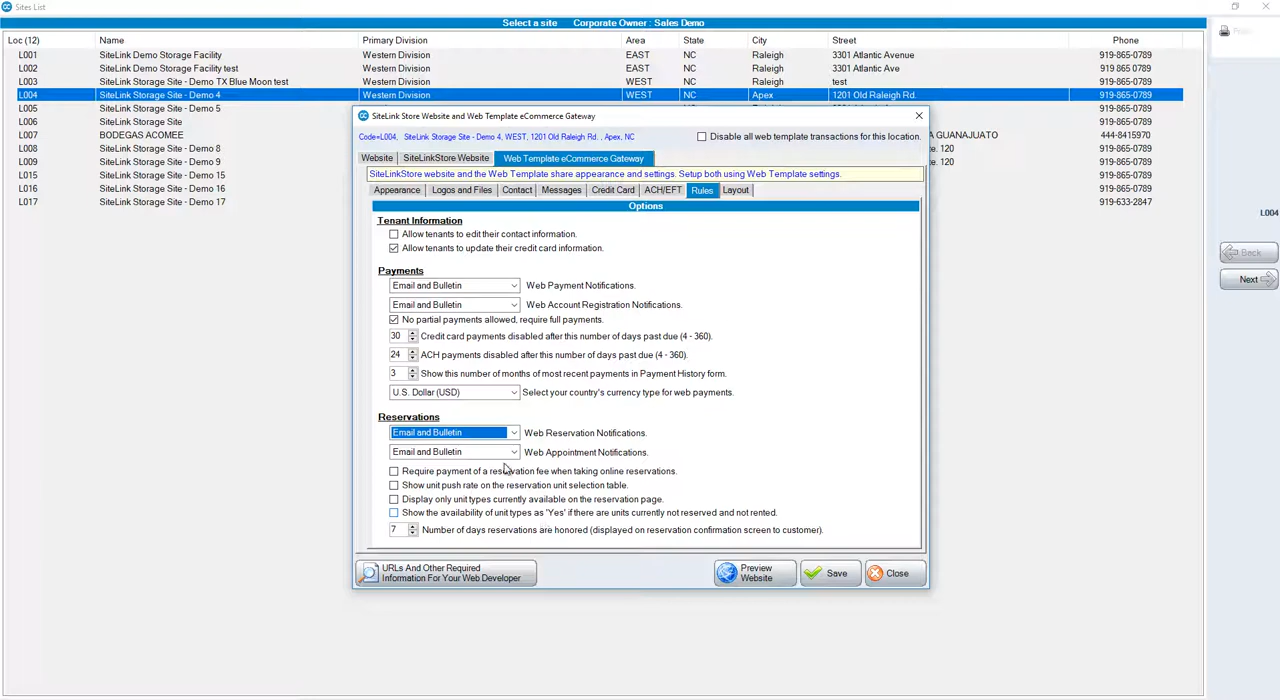 Sites List
Select a site Corporate Owner : Sales Demo
Loc (12) Name Primary Division Area State City Street Phone
L001 SiteLink Demo Storage Facility Western Division EAST NC Raleigh 3301 Atlantic Avenue 919-865-0789
L002 SiteLink Demo Storage Facility test Western Division EAST NC Raleigh 3301 Atlantic Ave 919-865-0789
L003 SiteLink Storage Site - Demo TX Blue Moon test Western Division WEST NC Raleigh test 919-865-0789
L004 SiteLink Storage Site - Demo 4 Western Division WEST NC Apex 1201 Old Raleigh Rd. 919-865-0789
L005 SiteLink Storage Site - Demo 5 919-865-0789
L006 SiteLink Storage Site 919-865-0789
L007 BODEGAS ACOMEE A GUANAJUATO 444-8415970
L008 SiteLink Storage Site - Demo 8 e. 120 919-865-0789
L009 SiteLink Storage Site - Demo 9 e. 120 919-865-0789
L015 SiteLink Storage Site - Demo 15 919-865-0789
L016 SiteLink Storage Site - Demo 16 919-865-0789
L017 SiteLink Storage Site - Demo 17 919-633-2847
Print
L004
Back
Next
SiteLink Store Website and Web Template eCommerce Gateway
Code=L004, SiteLink Storage Site - Demo 4, WEST, 1201 Old Raleigh Rd. , Apex, NC
Disable all web template transactions for this location.
Website SiteLinkStore Website Web Template eCommerce Gateway
SiteLinkStore website and the Web Template share appearance and settings. Setup both using Web Template settings.
Appearance Logos and Files Contact Messages Credit Card ACH/EFT Rules Layout
Options
Tenant Information
Allow tenants to edit their contact information.
Allow tenants to update their credit card information.
Payments
Email and Bulletin Web Payment Notifications.
Email and Bulletin Web Account Registration Notifications.
No partial payments allowed, require full payments.
30 Credit card payments disabled after this number of days past due (4 - 360).
24 ACH payments disabled after this number of days past due (4 - 360).
3 Show this number of months of most recent payments in Payment History form.
U.S. Dollar (USD) Select your country's currency type for web payments.
Reservations
Email and Bulletin Web Reservation Notifications.
Email and Bulletin Web Appointment Notifications.
Require payment of a reservation fee when taking online reservations.
Show unit push rate on the reservation unit selection table.
Display only unit types currently available on the reservation page.
Show the availability of unit types as 'Yes' if there are units currently not reserved and not rented.
7 Number of days reservations are honored (displayed on reservation confirmation screen to customer).
URLs And Other Required
Information For Your Web Developer
Preview
Website
Save
Close